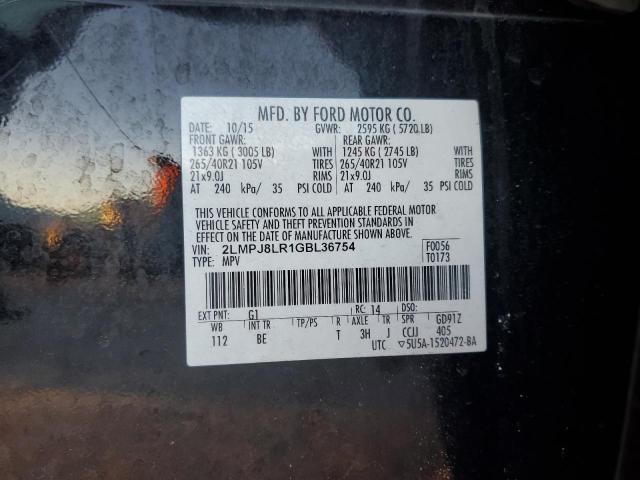 MFD. BY FORD MOTOR CO.
DATE: 10/15 GVWR: 2595 KG ( 5720 LB)
FRONT GAWR: REAR GAWR:
1363 KG ( 3005 LB) WITH 1245 KG ( 2745 LB) WITH
265/40R21 105V TIRES 265/40R21 105V TIRES
21x9.0J RIMS 21x9.0J RIMS
AT 240 kPa/ 35 PSI COLD AT 240 kPa/ 35 PSI COLD
THIS VEHICLE CONFORMS TO ALL APPLICABLE FEDERAL MOTOR
VEHICLE SAFETY AND THEFT PREVENTION STANDARDS
IN EFFECT ON THE DATE OF MANUFACTURE SHOWN ABOVE.
VIN: 2LMPJ8LR1GBL36754 F0056
TYPE: MPV T0173
EXT PNT: G1 RC: 14 DSO:
WB INT TR TP/PS R AXLE TR SPR GD91Z
112 BE T 3H J CCJJ 405
UTC ▽5U5A-1520472-BA